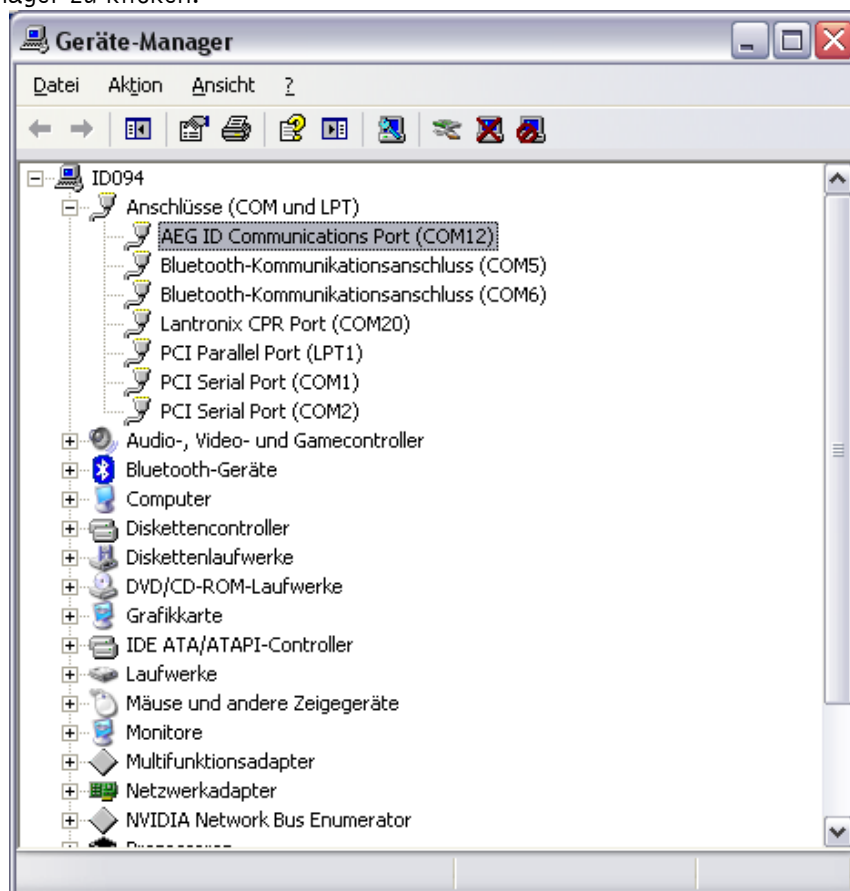 zu klicken.
Geräte-Manager
Datei Aktion Ansicht ?
ID094
Anschlüsse (COM und LPT)
AEG ID Communications Port (COM12)
Bluetooth-Kommunikationsanschluss (COM5)
Bluetooth-Kommunikationsanschluss (COM6)
Lantronix CPR Port (COM20)
PCI Parallel Port (LPT1)
PCI Serial Port (COM1)
PCI Serial Port (COM2)
Audio-, Video- und Gamecontroller
Bluetooth-Geräte
Computer
Diskettencontroller
Diskettenlaufwerke
DVD/CD-ROM-Laufwerke
Grafikkarte
IDE ATA/ATAPI-Controller
Laufwerke
Mäuse und andere Zeigegeräte
Monitore
Multifunktionsadapter
Netzwerkadapter
NVIDIA Network Bus Enumerator